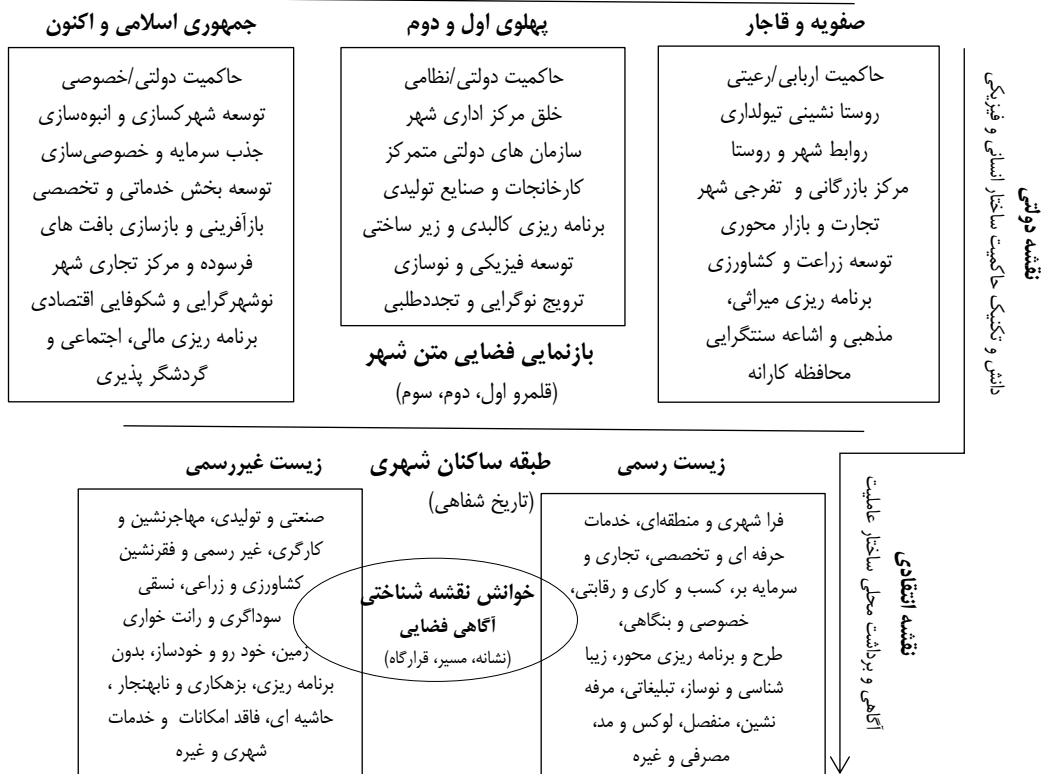 صفویه و قاجار
حاکمیت اربابی/رعیتی
روستا نشینی تیولداری
روابط شهر و روستا
مرکز بازرگانی و تفرجی شهر
تجارت و بازار محوری
توسعه زراعت و کشاورزی
برنامه ریزی میراثی،
مذهبی و اشاعه سنتگرایی
محافظه کارانه
پهلوی اول و دوم
حاکمیت دولتی/نظامی
خلق مرکز اداری شهر
سازمان های دولتی متمرکز
کارخانجات و صنایع تولیدی
برنامه ریزی کالبدی و زیر ساختی
توسعه فیزیکی و نوسازی
ترویج نوگرایی و تجددطلبی
جمهوری اسلامی و اکنون
حاکمیت دولتی/خصوصی
توسعه شهرکسازی و انبوه‌سازی
جذب سرمایه و خصوصی‌سازی
توسعه بخش خدماتی و تخصصی
بازآفرینی و بازسازی بافت های
فرسوده و مرکز تجاری شهر
نوشهرگرایی و شکوفایی اقتصادی
برنامه ریزی مالی، اجتماعی و
گردشگر پذیری
نقشه دولتی
دانش و تکنیک حاکمیت ساختار انسانی و فیزیکی
بازنمایی فضایی متن شهر
(قلمرو اول، دوم، سوم)
زیست رسمی
فرا شهری و منطقه‌ای، خدمات
حرفه ای و تخصصی، تجاری و
سرمایه بر، کسب و کاری و رقابتی،
خصوصی و بنگاهی،
طرح و برنامه ریزی محور، زیبا
شناسی و نوساز، تبلیغاتی، مرفه
نشین، منفصل، لوکس و مد،
مصرفی و غیره
طبقه ساکنان شهری
(تاریخ شفاهی)
خوانش نقشه شناختی
آگاهی فضایی
(نشانه، مسیر، قرارگاه)
زیست غیررسمی
صنعتی و تولیدی، مهاجرنشین و
کارگری، غیر رسمی و فقرنشین
کشاورزی و زراعی، نسقی
سوداگری و رانت خواری
زمین، خود رو و خودساز، بدون
برنامه ریزی، بزهکاری و نابهنجار ،
حاشیه ای، فاقد امکانات و خدمات
شهری و غیره
نقشه انتقادی
آگاهی و برداشت محلی ساختار عاملیت